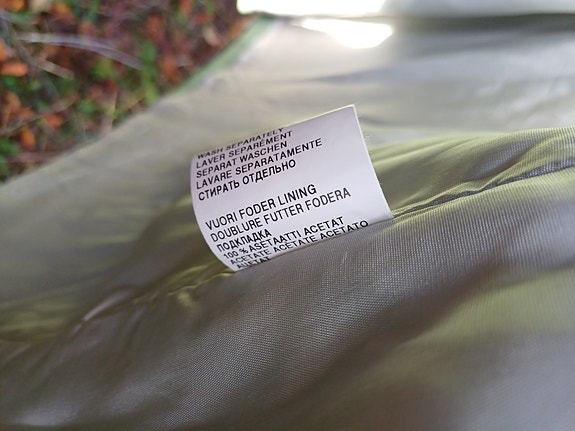 WASH SEPARATELY
LAVER SEPARÉMENT
SEPARAT WASCHEN
LAVARE SEPARATAMENTE
СТИРАТЬ ОТДЕЛЬНО
VUORI FODER LINING
DOUBLURE FUTTER FODERA
ПОДКЛАДКА
100 % ASETAATTI ACETAT
ACETATE ACETATE ACETATO